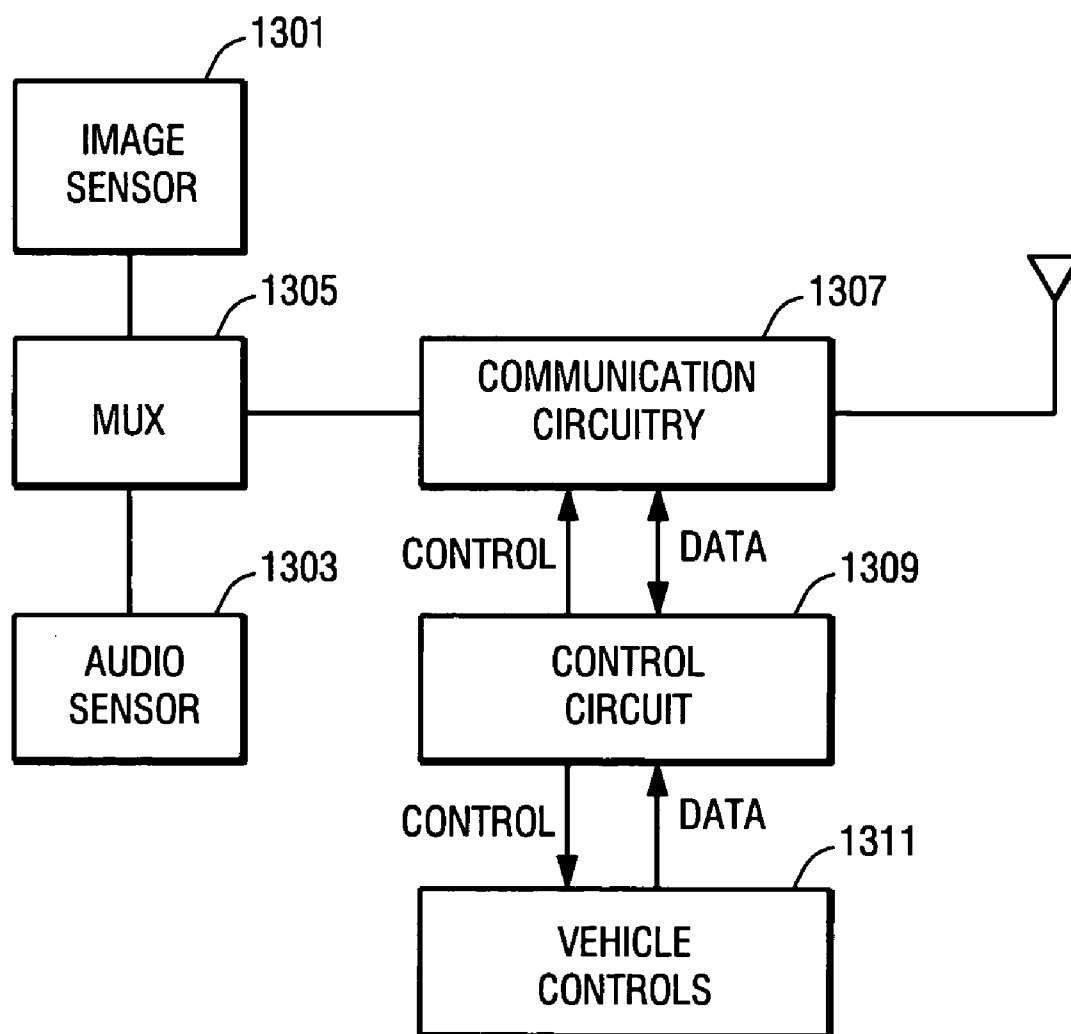 1301
IMAGE
SENSOR
1305
MUX
1307
COMMUNICATION
CIRCUITRY
1303
AUDIO
SENSOR
CONTROL
DATA
1309
CONTROL
CIRCUIT
CONTROL
DATA
1311
VEHICLE
CONTROLS